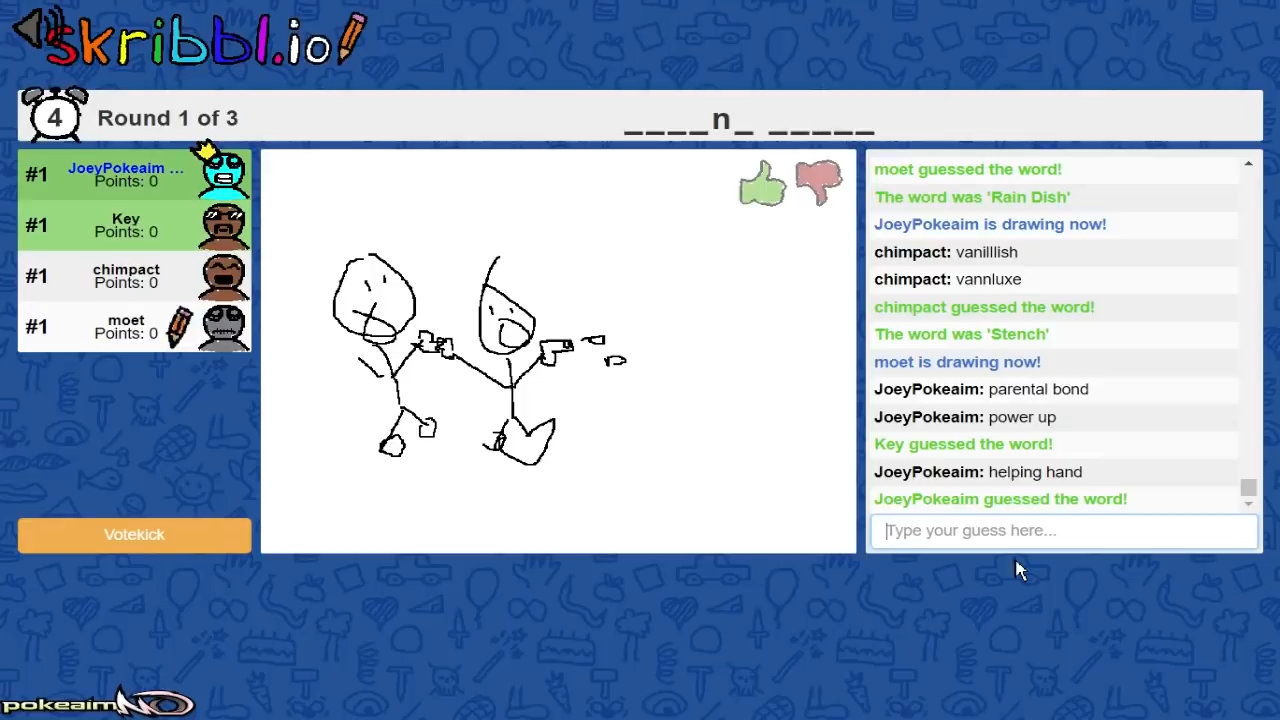 skribbl.io
4
Round 1 of 3
____n_ _____
#1
JoeyPokeaim ...
Points: 0
#1
Key
Points: 0
#1
chimpact
Points: 0
#1
moet
Points: 0
Votekick
moet guessed the word!
The word was 'Rain Dish'
JoeyPokeaim is drawing now!
chimpact: vanilllish
chimpact: vannluxe
chimpact guessed the word!
The word was 'Stench'
moet is drawing now!
JoeyPokeaim: parental bond
JoeyPokeaim: power up
Key guessed the word!
JoeyPokeaim: helping hand
JoeyPokeaim guessed the word!
Type your guess here...
pokeaimNO